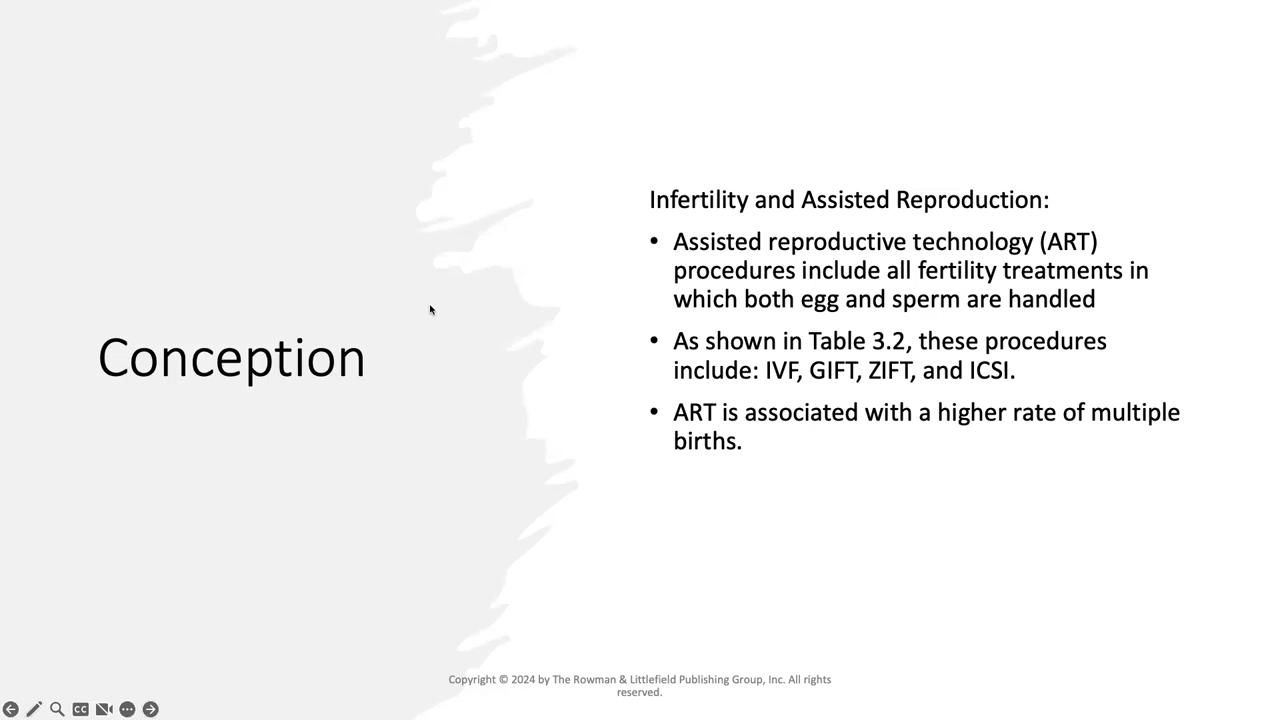 Conception
Infertility and Assisted Reproduction:
• Assisted reproductive technology (ART)
procedures include all fertility treatments in
which both egg and sperm are handled
• As shown in Table 3.2, these procedures
include: IVF, GIFT, ZIFT, and ICSI.
• ART is associated with a higher rate of multiple
births.
Copyright © 2024 by The Rowman & Littlefield Publishing Group, Inc. All rights
reserved.
CC